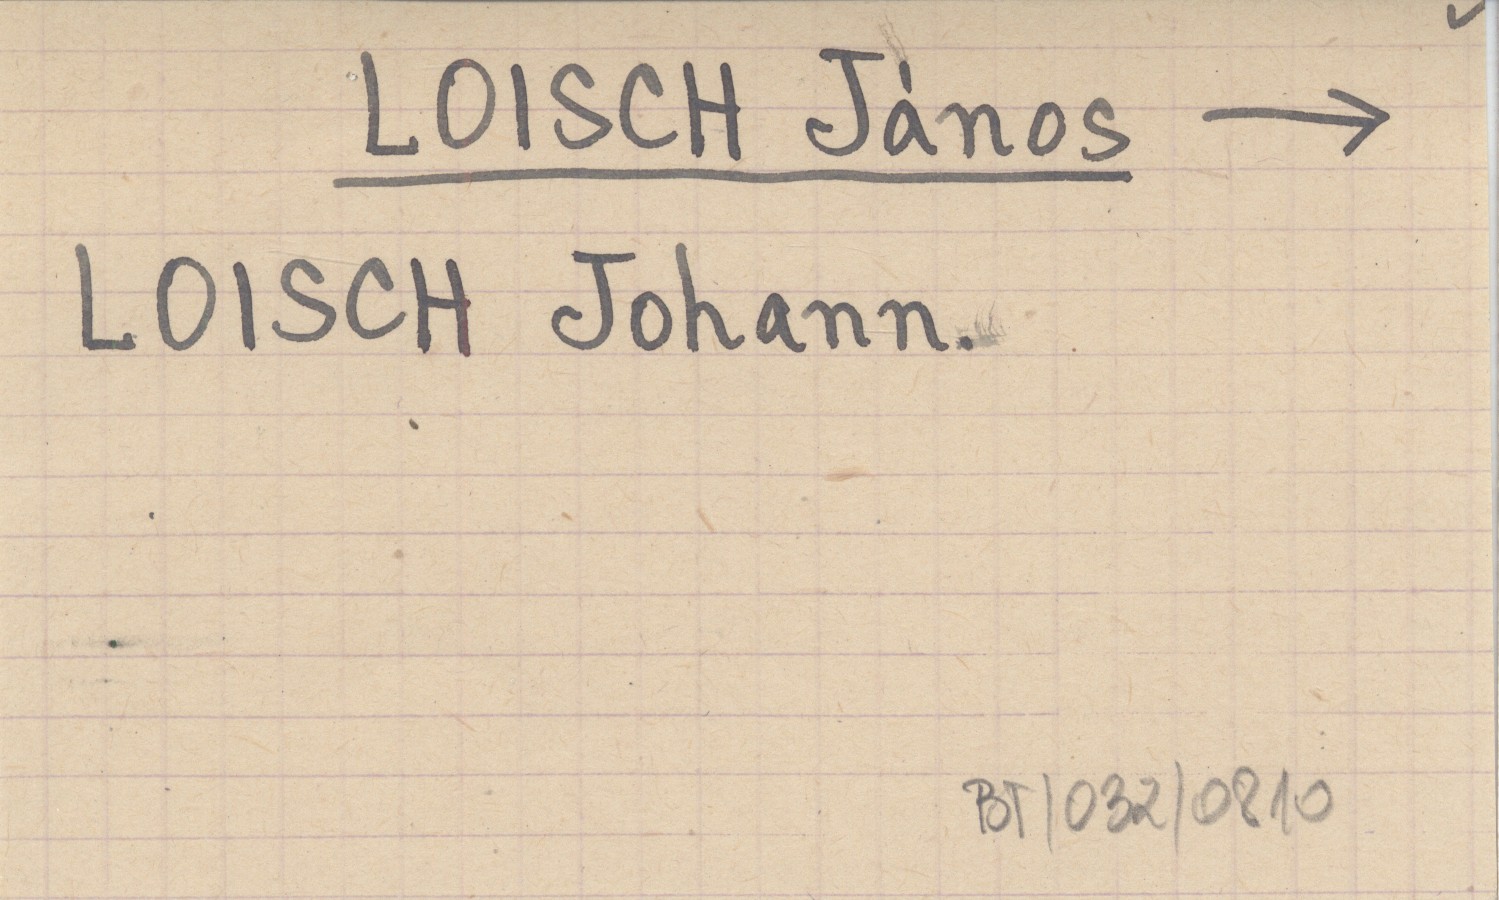 LOISCH János →
LOISCH Johann.
BT/032/0810